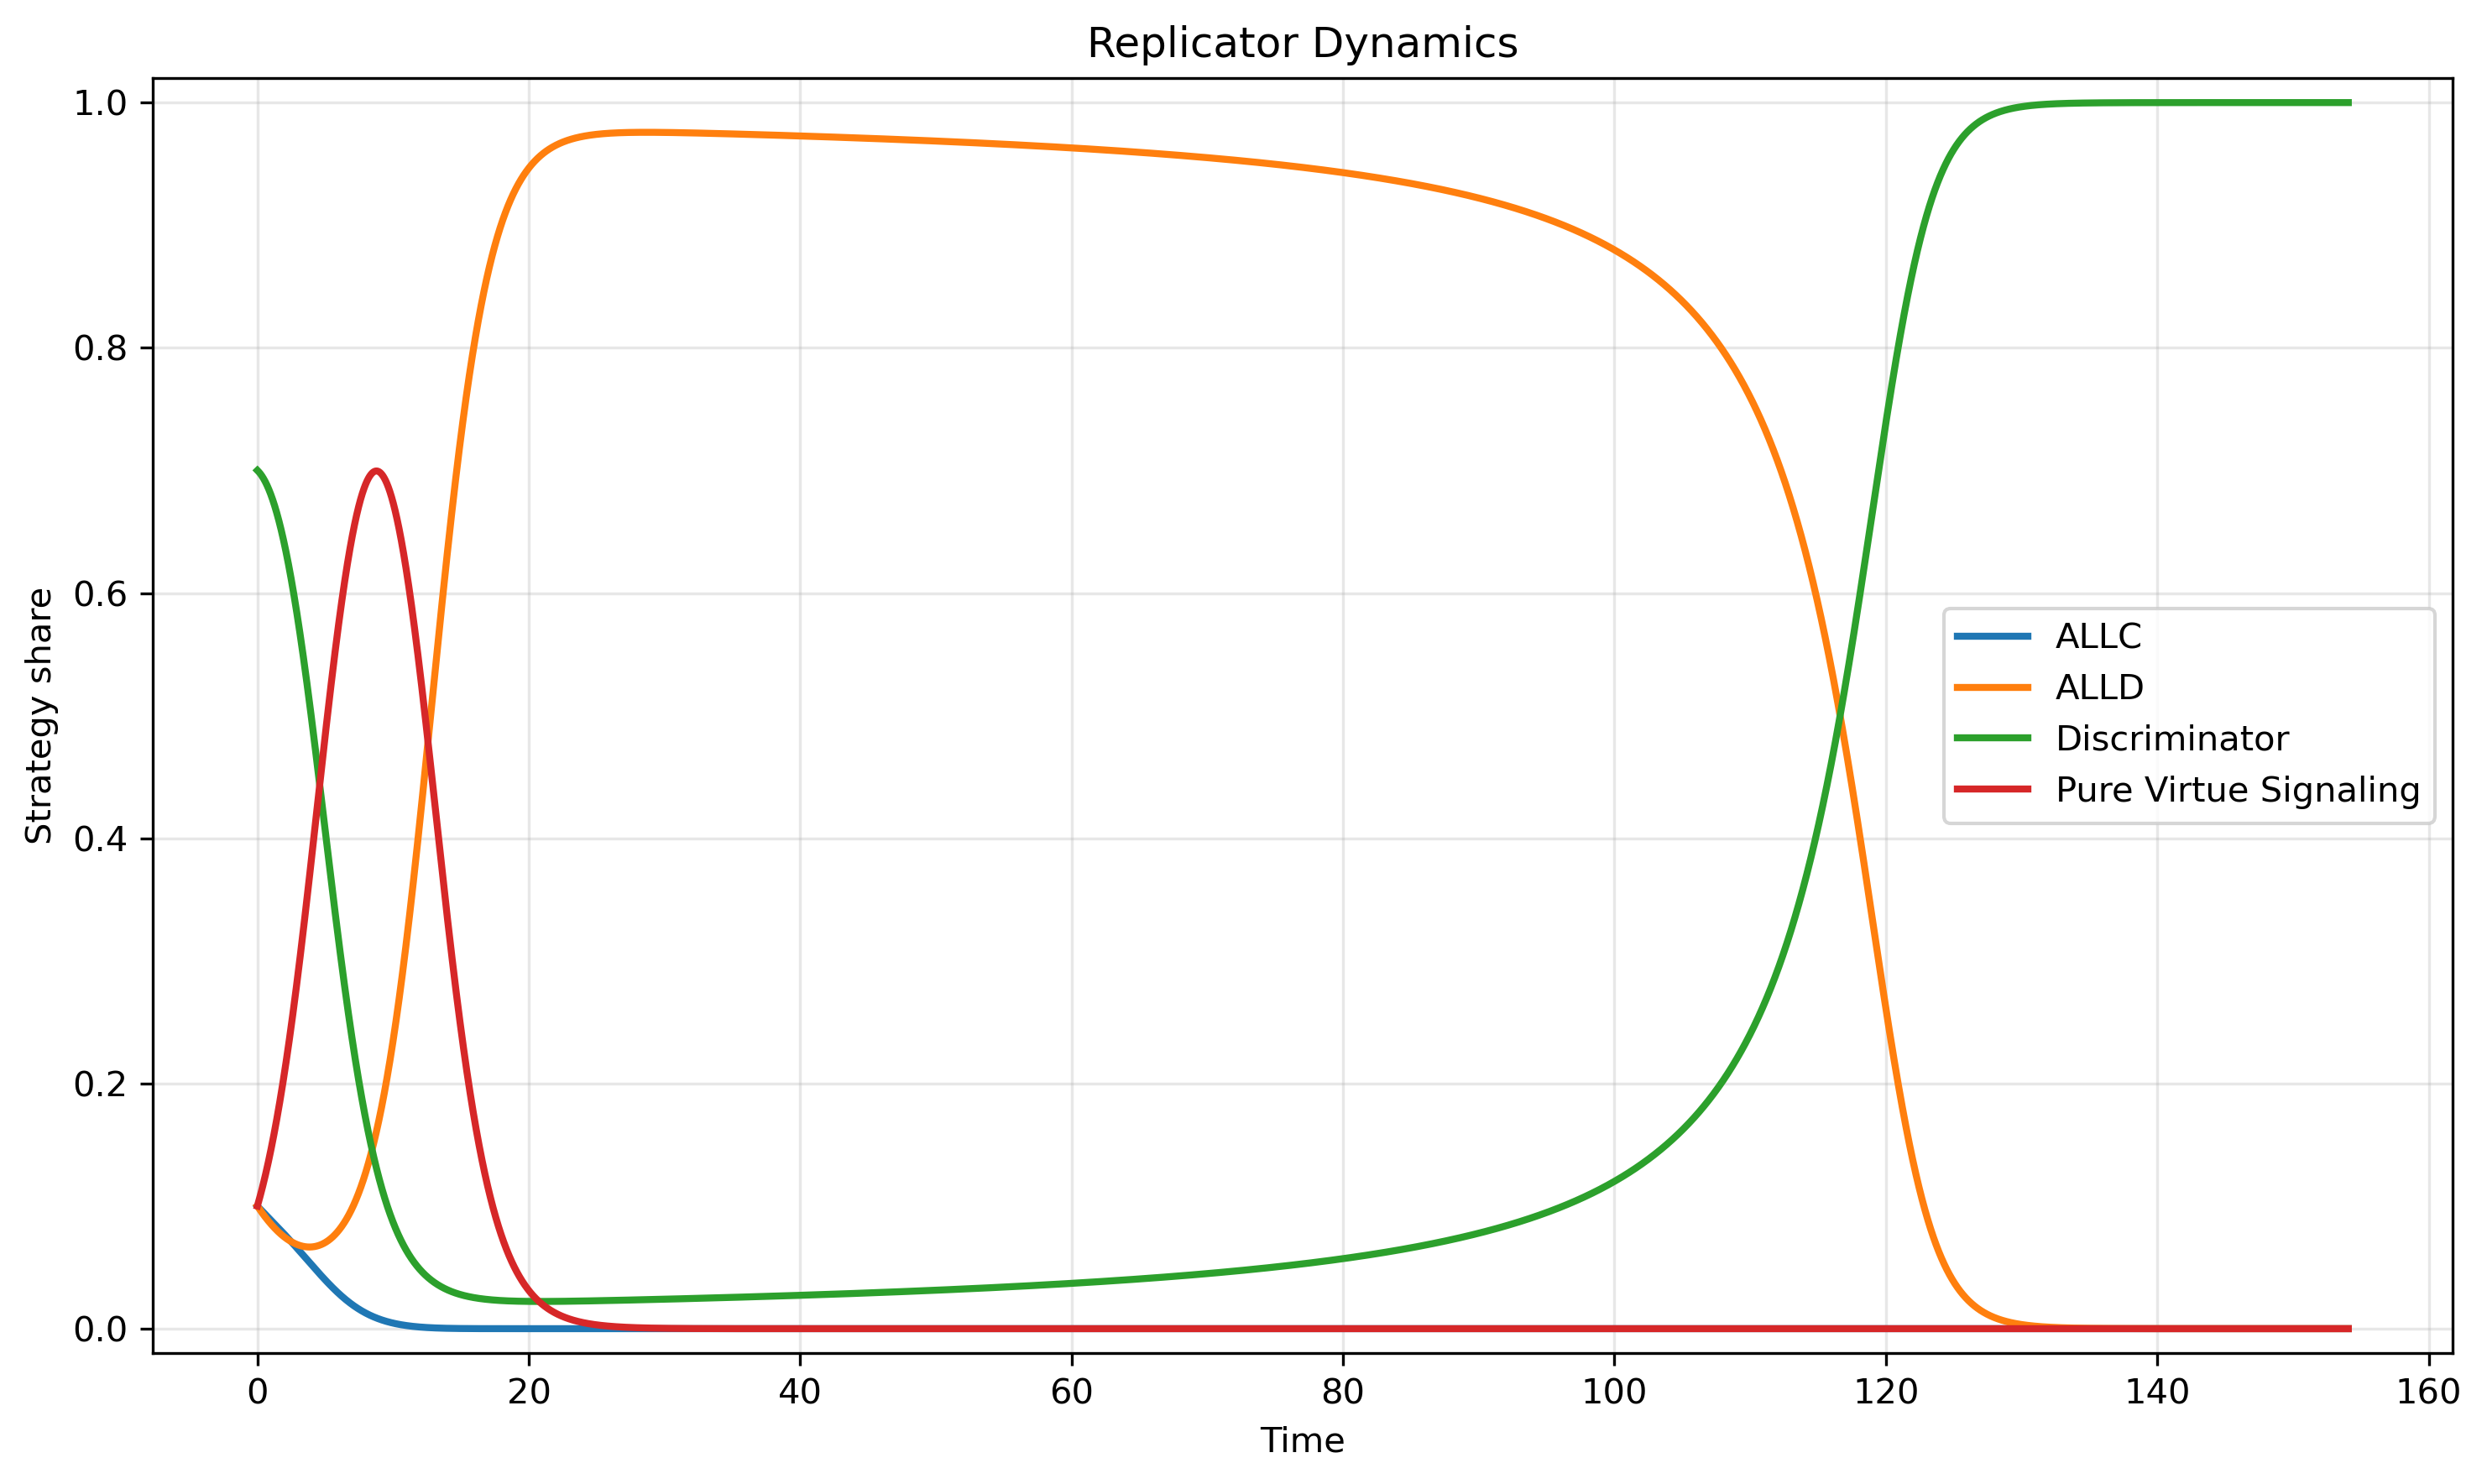 Replicator Dynamics
1.0
0.8
0.6
0.4
0.2
0.0
Strategy share
ALLC
ALLD
Discriminator
Pure Virtue Signaling
0 20 40 60 80 100 120 140 160
Time